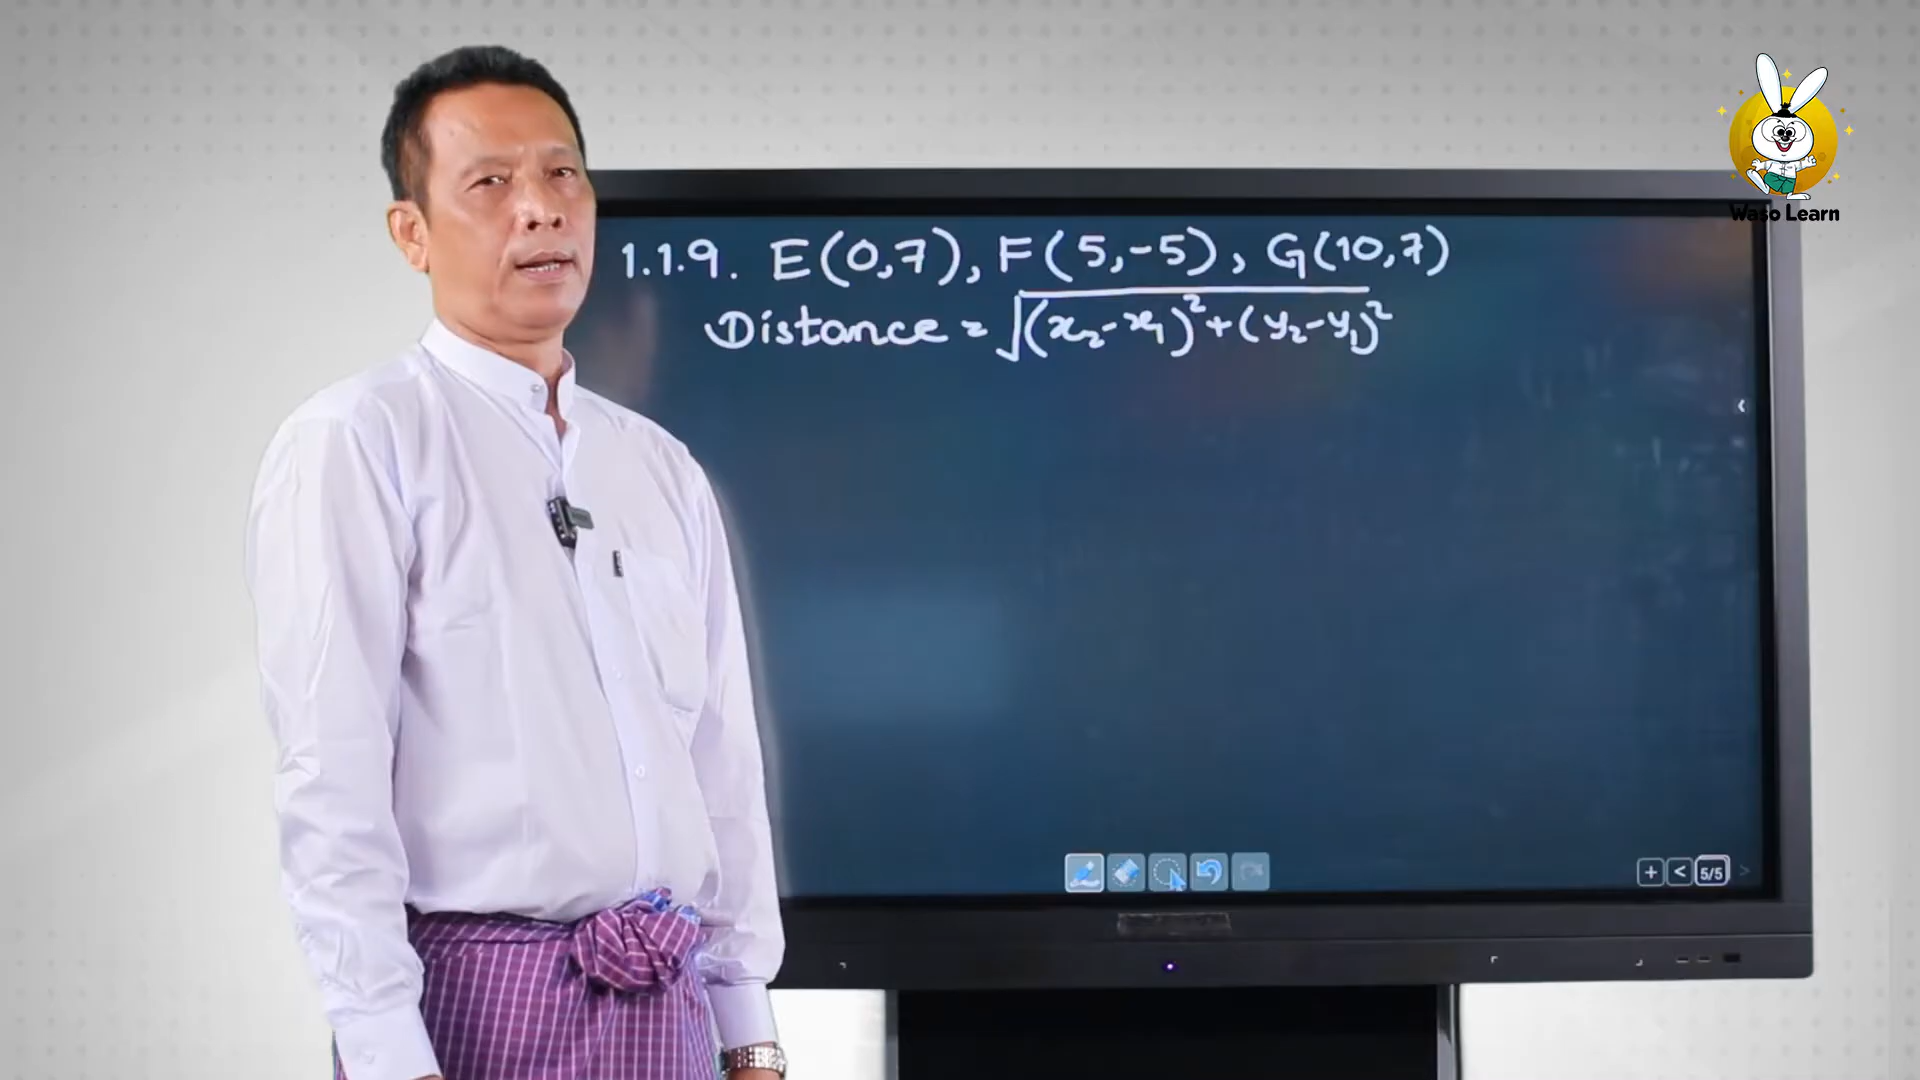 Waso Learn
1.1.9. E(0,7), F(5,-5), G(10,7)
Distance = √(x₂-x₁)²+(y₂-y₁)²
5/5